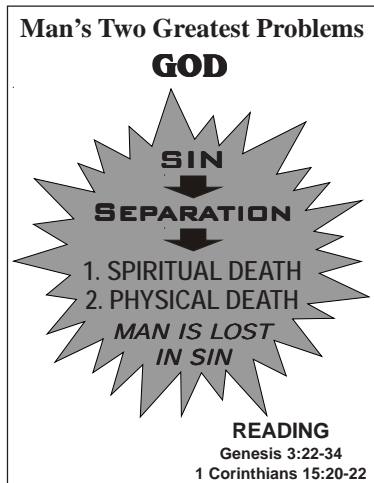 Man's Two Greatest Problems
GOD
SIN
SEPARATION
1. SPIRITUAL DEATH
2. PHYSICAL DEATH
MAN IS LOST
IN SIN
READING
Genesis 3:22-34
1 Corinthians 15:20-22